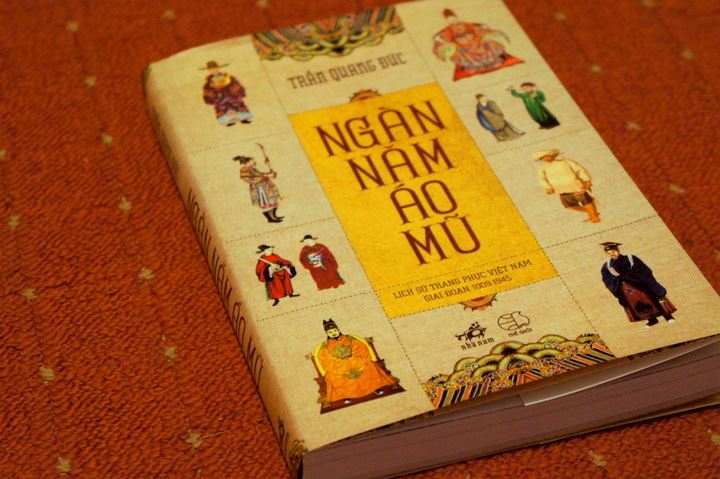 TRẦN QUANG ĐỨC
NGÀN
NĂM
ÁO
MŨ
LỊCH SỬ TRANG PHỤC VIỆT NAM
GIAI ĐOẠN 1009-1945
nhã nam
THẾ GIỚI
NGÀN NĂM ÁO MŨ